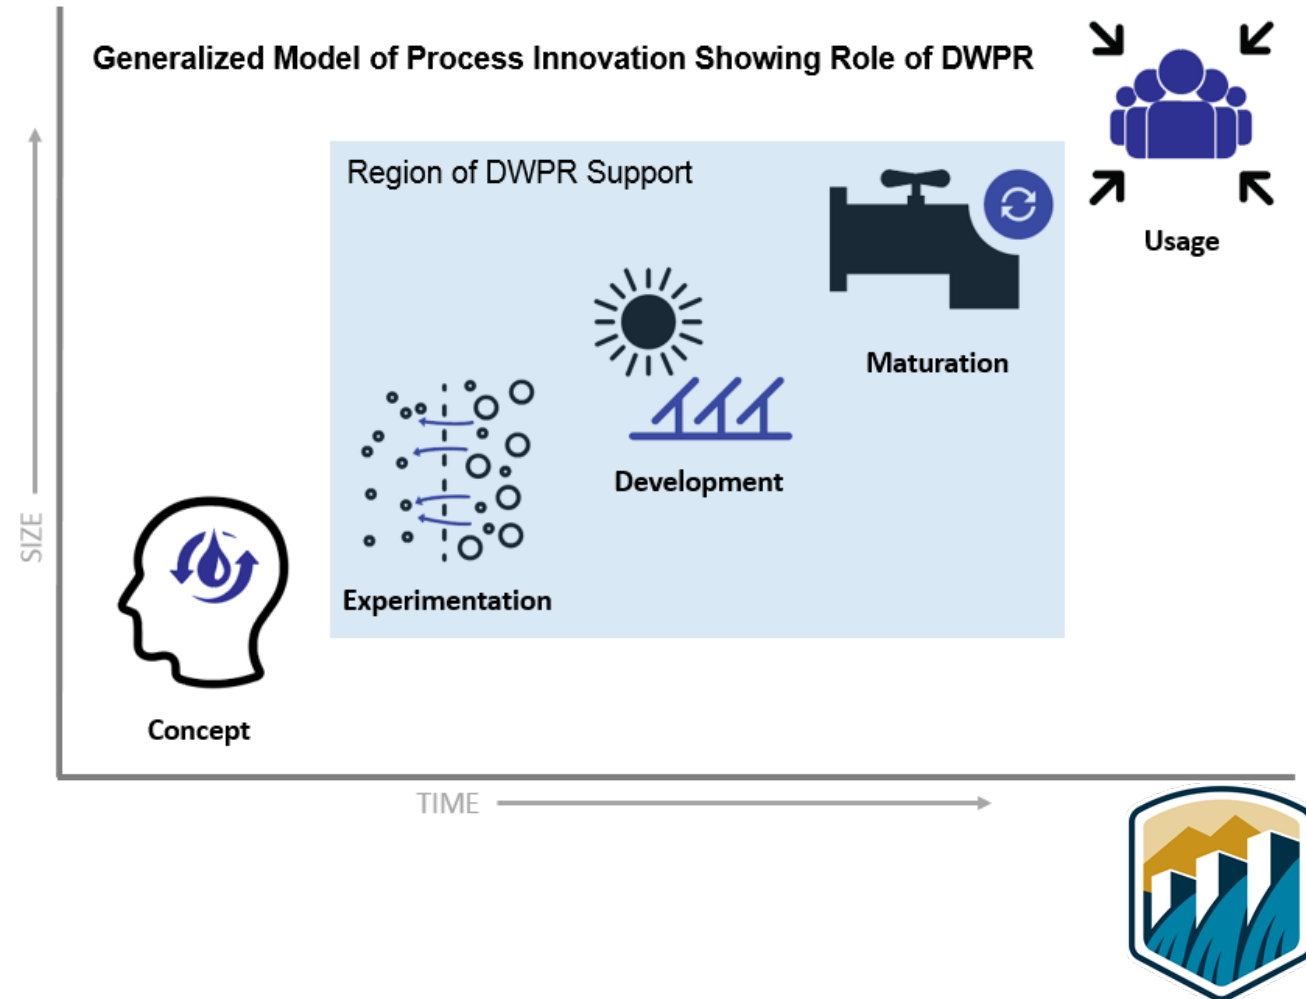 Generalized Model of Process Innovation Showing Role of DWPR
Region of DWPR Support
Usage
Maturation
Development
Experimentation
Concept
SIZE
TIME